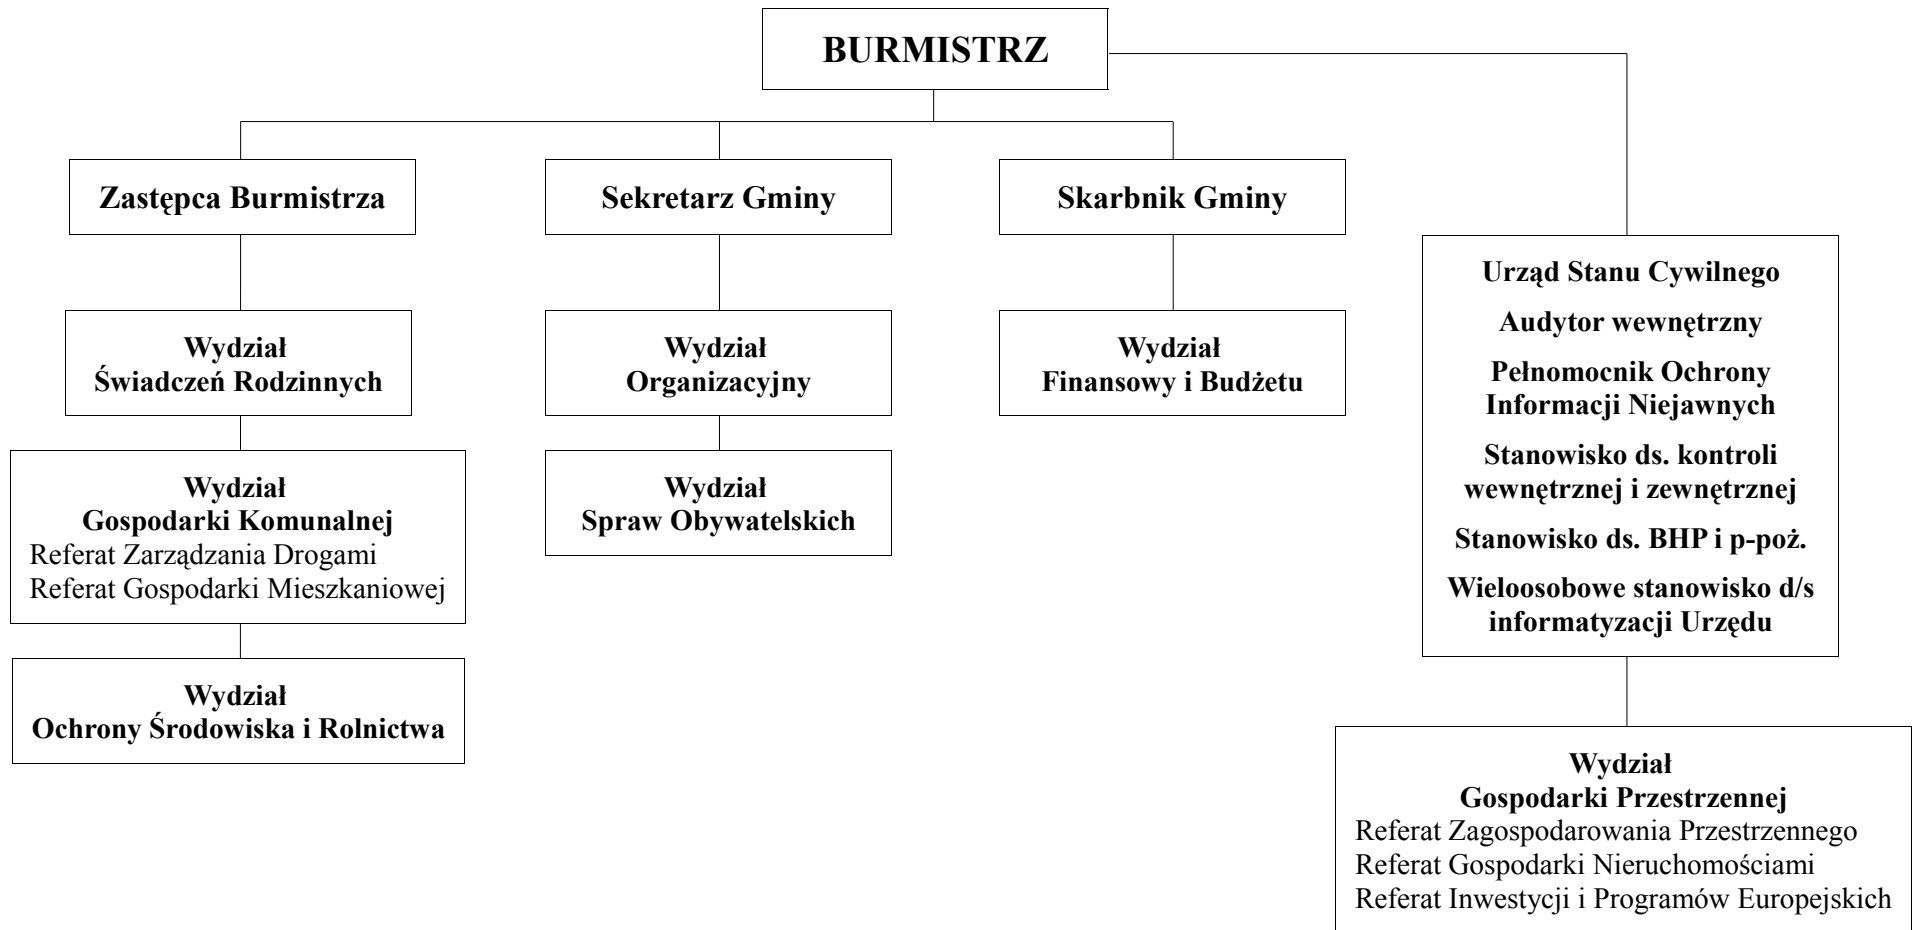 BURMISTRZ
Zastępca Burmistrza
Sekretarz Gminy
Skarbnik Gminy
Urząd Stanu Cywilnego
Audytor wewnętrzny
Pełnomocnik Ochrony
Informacji Niejawnych
Stanowisko ds. kontroli
wewnętrznej i zewnętrznej
Stanowisko ds. BHP i p-poż.
Wieloosobowe stanowisko d/s
informatyzacji Urzędu
Wydział
Świadczeń Rodzinnych
Wydział
Organizacyjny
Wydział
Finansowy i Budżetu
Wydział
Gospodarki Komunalnej
Referat Zarządzania Drogami
Referat Gospodarki Mieszkaniowej
Wydział
Spraw Obywatelskich
Wydział
Ochrony Środowiska i Rolnictwa
Wydział
Gospodarki Przestrzennej
Referat Zagospodarowania Przestrzennego
Referat Gospodarki Nieruchomościami
Referat Inwestycji i Programów Europejskich